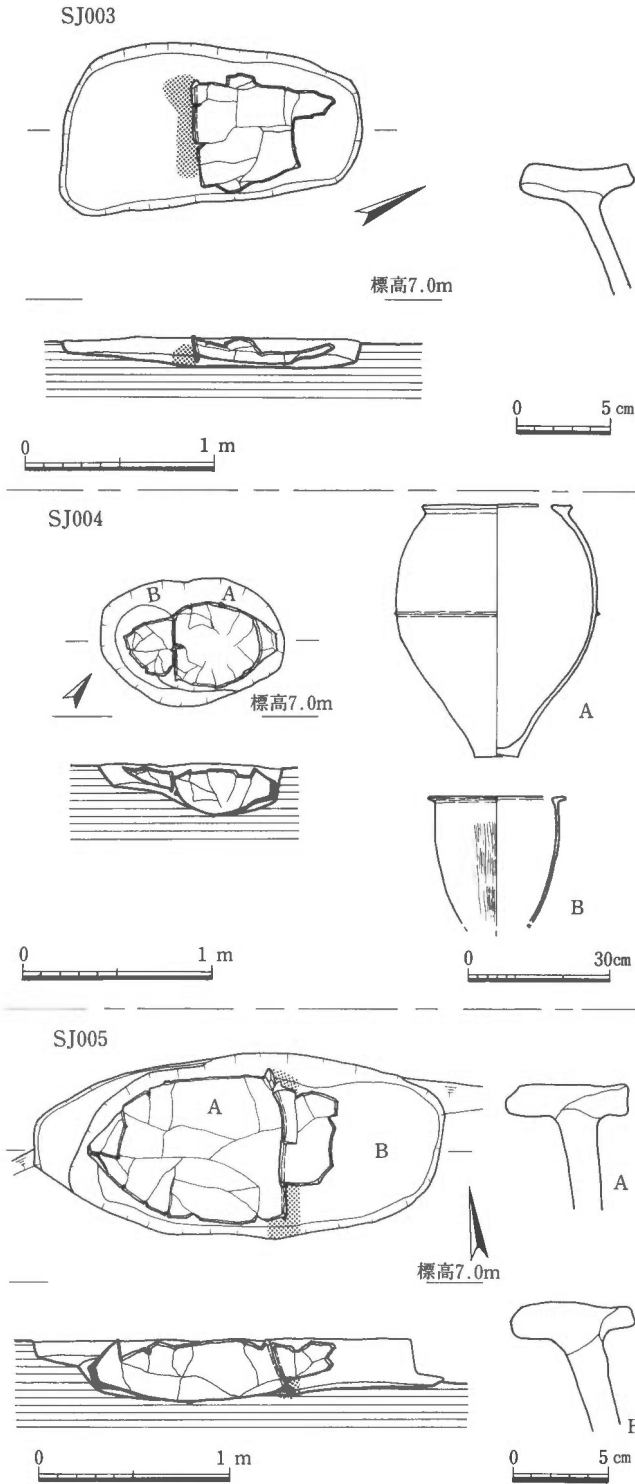 SJ003
標高7.0m
0 5 cm
0 1 m
SJ004
B A
標高7.0m
A
B
0 1 m
0 30cm
SJ005
A
B
A
標高7.0m
0 1 m
0 5 cm